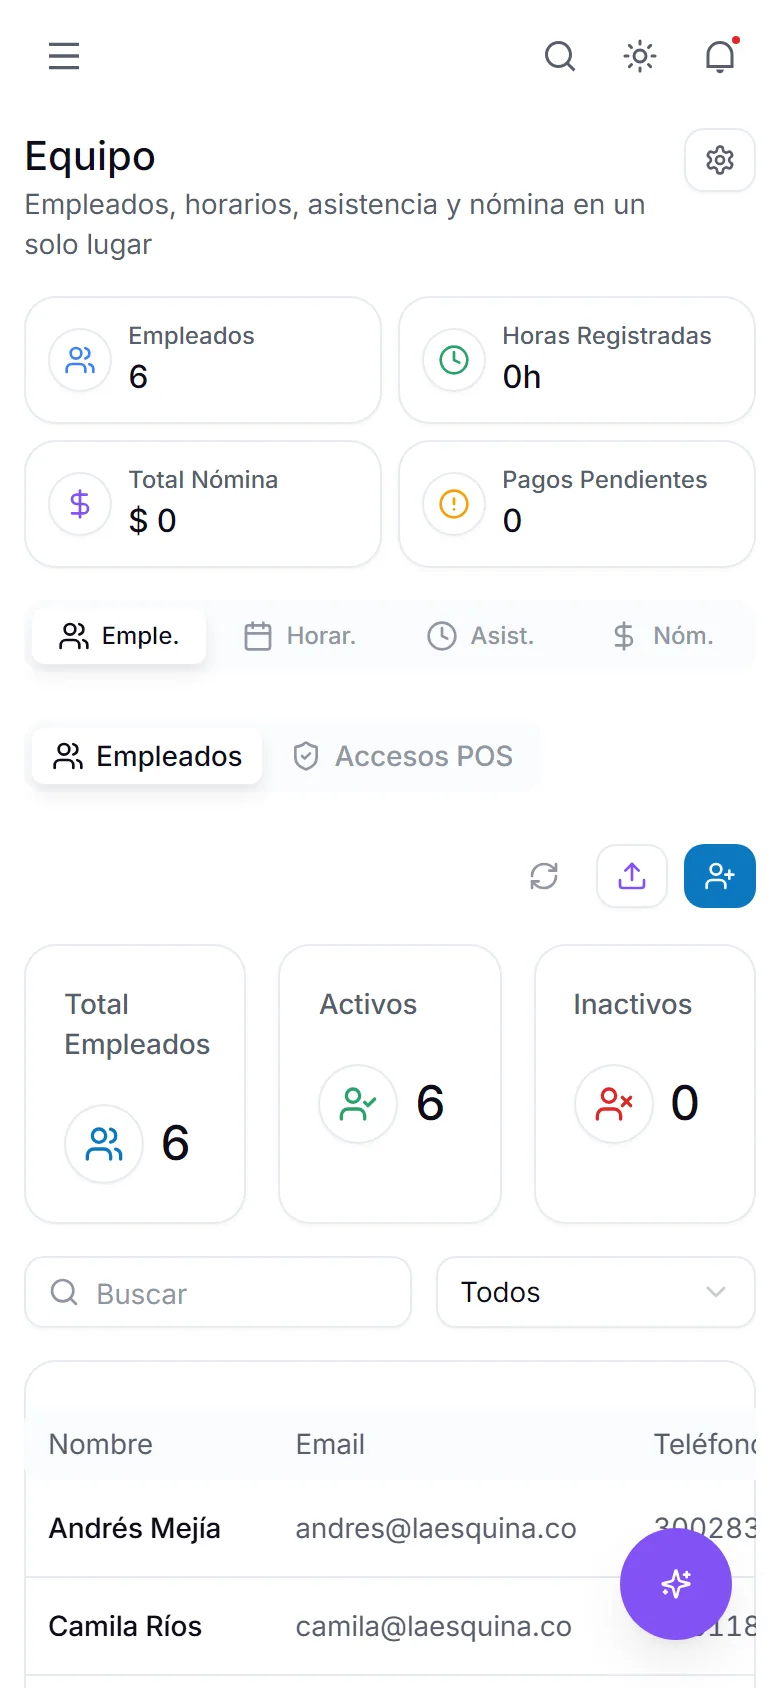 Equipo
Empleados, horarios, asistencia y nómina en un
solo lugar
Empleados
6
Horas Registradas
0h
Total Nómina
$ 0
Pagos Pendientes
0
Emple.
Horar.
Asist.
Nóm.
Empleados
Accesos POS
Total
Empleados
6
Activos
6
Inactivos
0
Buscar
Todos
Nombre Email Teléfono
Andrés Mejía andres@laesquina.co 300283
Camila Ríos camila@laesquina.co